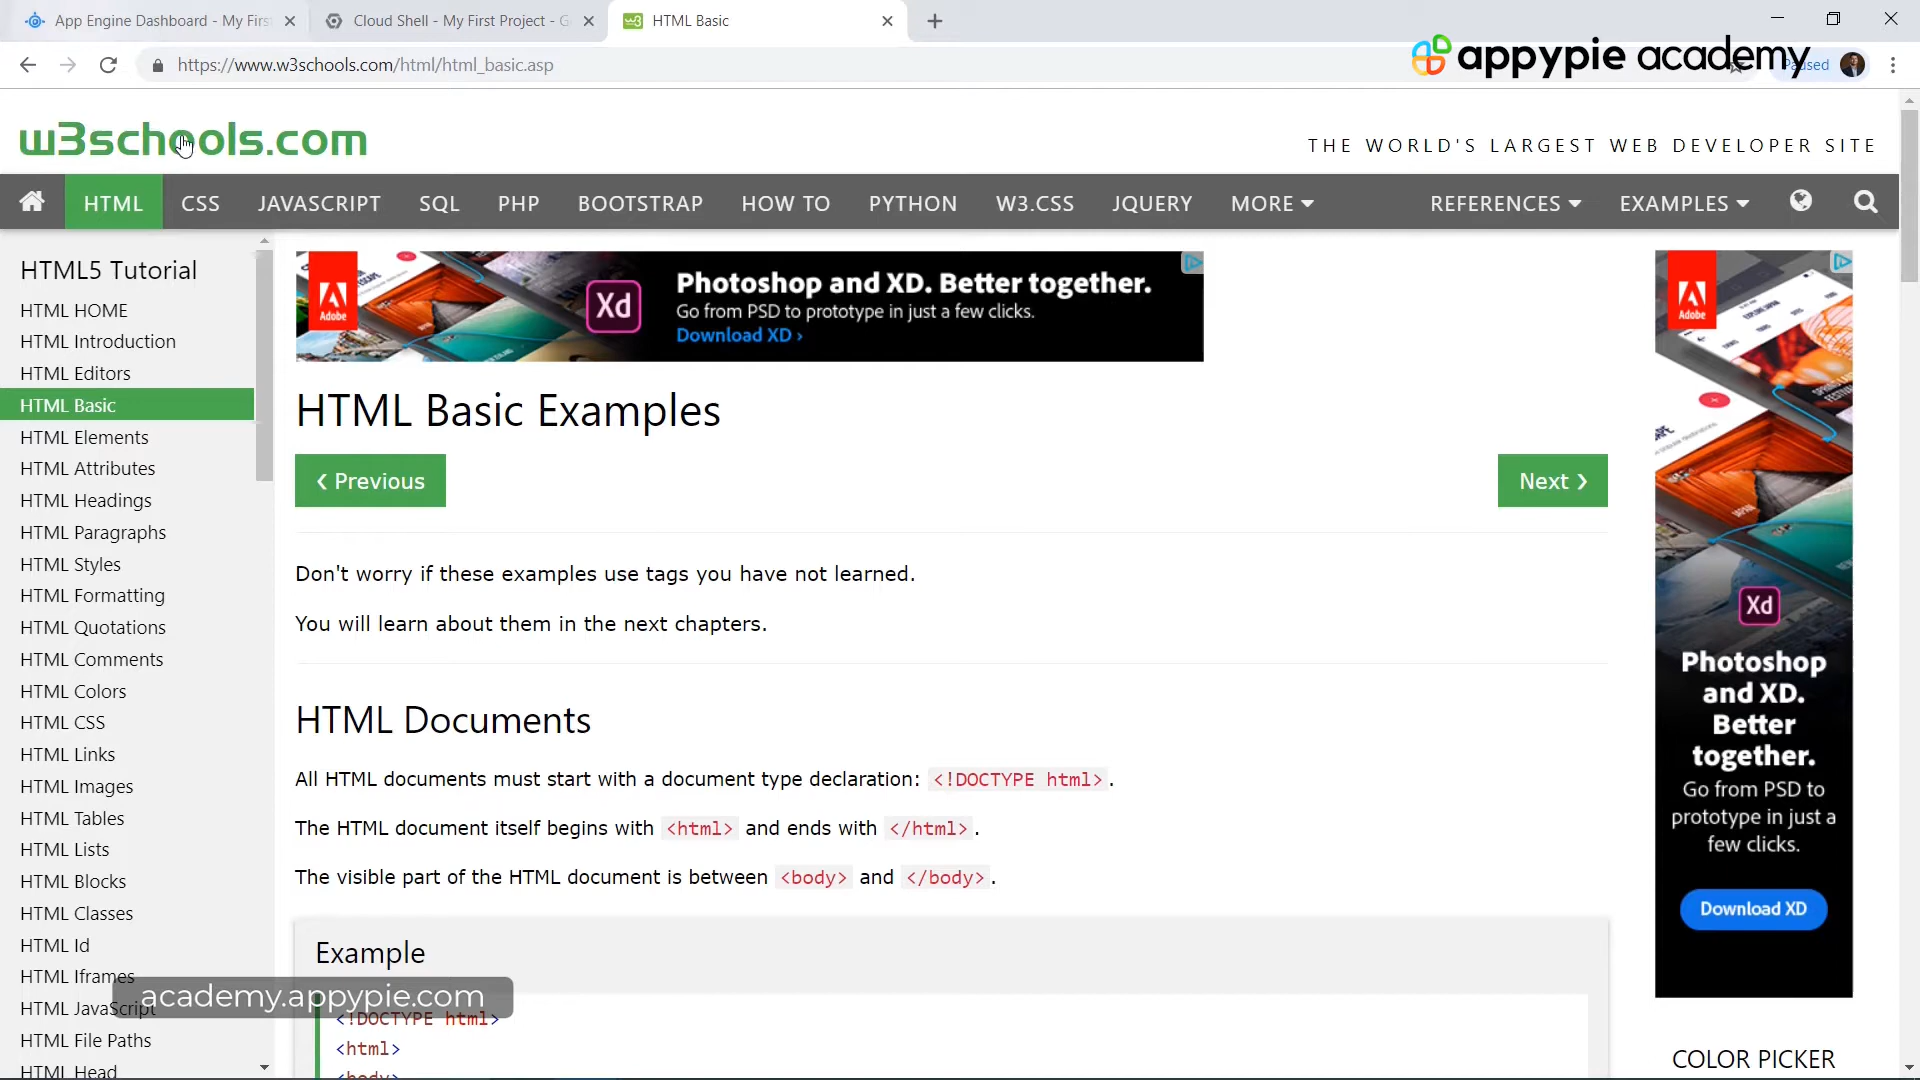 App Engine Dashboard - My Firs
Cloud Shell - My First Project - G
HTML Basic
https://www.w3schools.com/html/html_basic.asp
appypie academy
Paused
w3schools.com
THE WORLD'S LARGEST WEB DEVELOPER SITE
HTML CSS JAVASCRIPT SQL PHP BOOTSTRAP HOW TO PYTHON W3.CSS JQUERY MORE REFERENCES EXAMPLES
HTML5 Tutorial
HTML HOME
HTML Introduction
HTML Editors
HTML Basic
HTML Elements
HTML Attributes
HTML Headings
HTML Paragraphs
HTML Styles
HTML Formatting
HTML Quotations
HTML Comments
HTML Colors
HTML CSS
HTML Links
HTML Images
HTML Tables
HTML Lists
HTML Blocks
HTML Classes
HTML Id
HTML Iframes
HTML JavaScript
HTML File Paths
HTML Head
academy.appypie.com
Adobe
Xd
Photoshop and XD. Better together.
Go from PSD to prototype in just a few clicks.
Download XD ›
HTML Basic Examples
❮ Previous
Next ❯
Don't worry if these examples use tags you have not learned.
You will learn about them in the next chapters.
HTML Documents
All HTML documents must start with a document type declaration: <!DOCTYPE html>.
The HTML document itself begins with <html> and ends with </html>.
The visible part of the HTML document is between <body> and </body>.
Example
<!DOCTYPE html>
<html>
<body>
Adobe
JAPAN
Xd
Photoshop
and XD.
Better
together.
Go from PSD to
prototype in just a
few clicks.
Download XD
COLOR PICKER